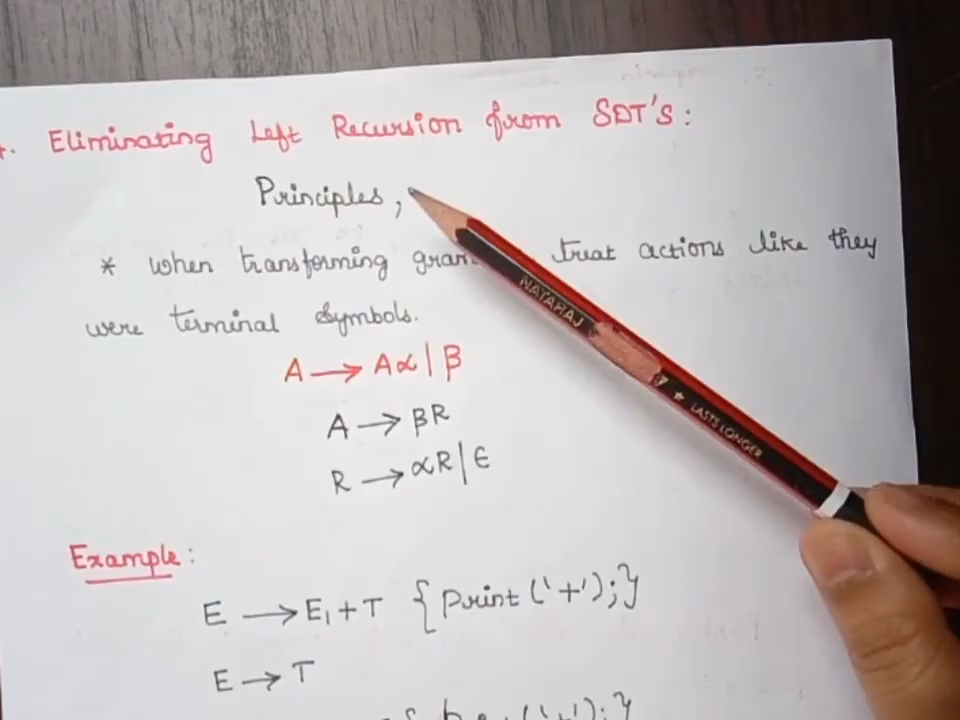 . Eliminating Left Recursion from SDT's:
Principles,
* when transforming treat actions like they
were terminal symbols.
A → Aα | β
A → βR
R → αR | ϵ
Example:
E → E₁ + T {print('+');}
E → T
('+');}
NATARAJ
LASTS LONGER